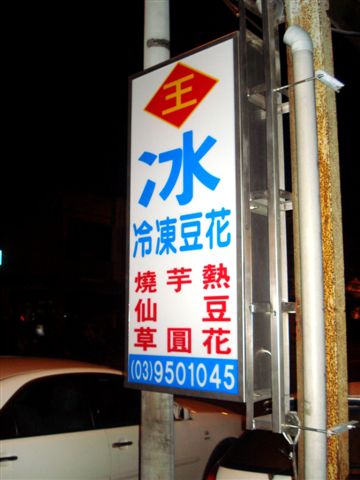 王
冰
冷凍豆花
熱豆花
芋圓
燒仙草
(03)9501045